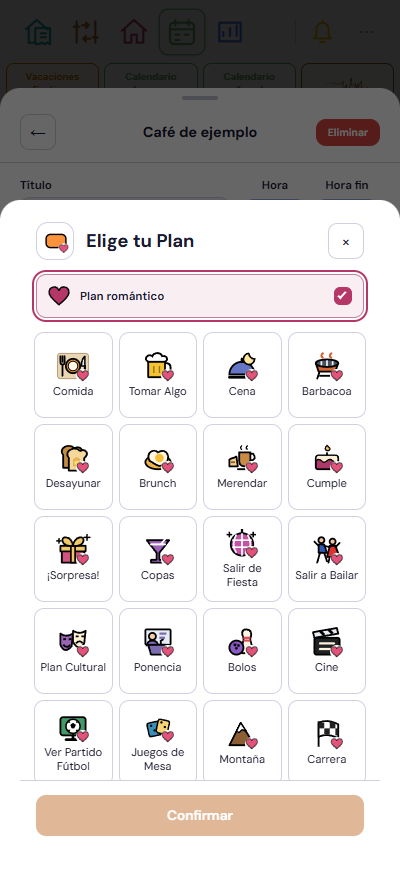 Vacaciones
Calendario
Calendario
←
Café de ejemplo
Eliminar
Título
Hora
Hora fin
Elige tu Plan
×
Plan romántico
Comida
Tomar Algo
Cena
Barbacoa
Desayunar
Brunch
Merendar
Cumple
¡Sorpresa!
Copas
Salir de
Fiesta
Salir a Bailar
Plan Cultural
Ponencia
Bolos
Cine
Ver Partido
Fútbol
Juegos de
Mesa
Montaña
Carrera
Confirmar